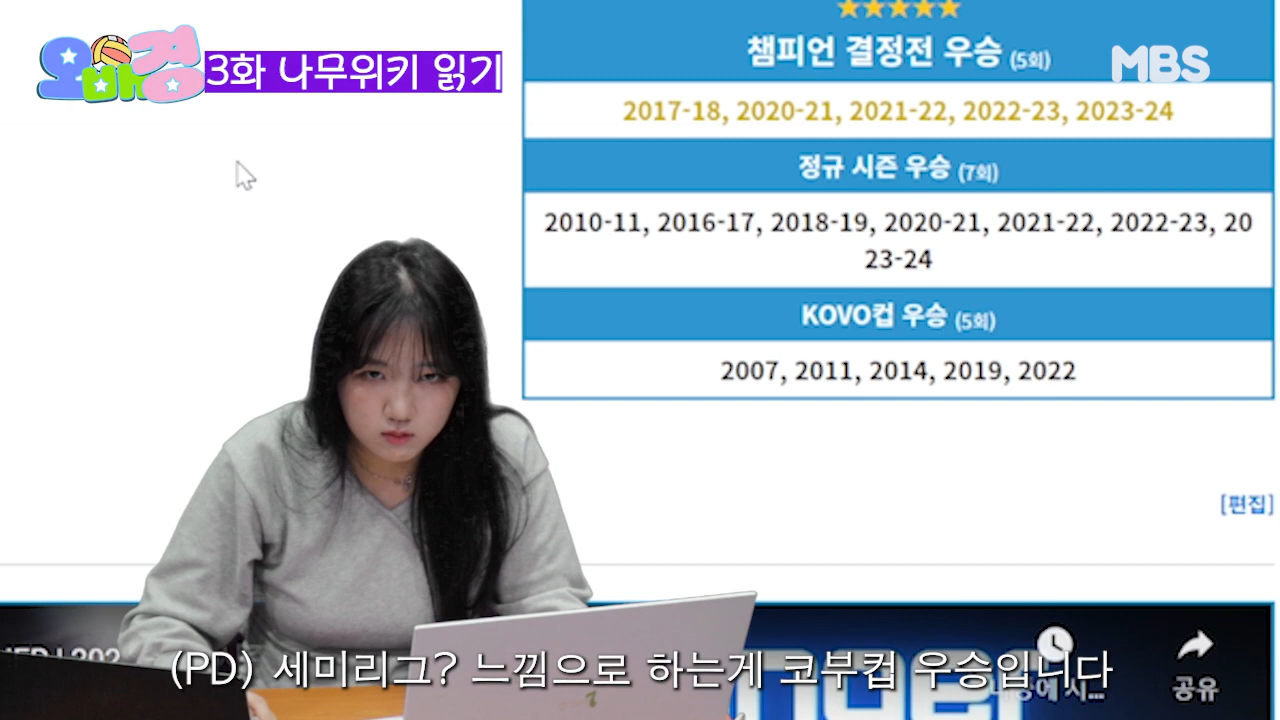 오배경
3화 나무위키 읽기
MBS
챔피언 결정전 우승 (5회)
2017-18, 2020-21, 2021-22, 2022-23, 2023-24
정규 시즌 우승 (7회)
2010-11, 2016-17, 2018-19, 2020-21, 2021-22, 2022-23, 20
23-24
KOVO컵 우승 (5회)
2007, 2011, 2014, 2019, 2022
[편집]
공유
(PD) 세미리그? 느낌으로 하는게 코부컵 우승입니다